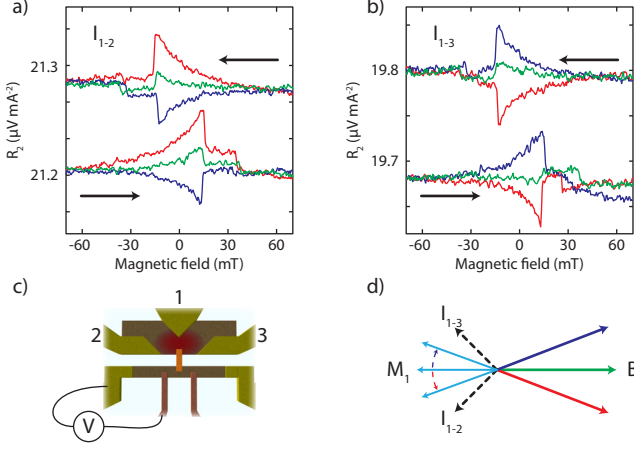 a)
I1-2
21.3
21.2
R2 (μV mA-2)
-60 -30 0 30 60
Magnetic field (mT)
b)
I1-3
19.8
19.7
R2 (μV mA-2)
-60 -30 0 30 60
Magnetic field (mT)
c)
1
2
3
V
d)
I1-3
M1
B
I1-2